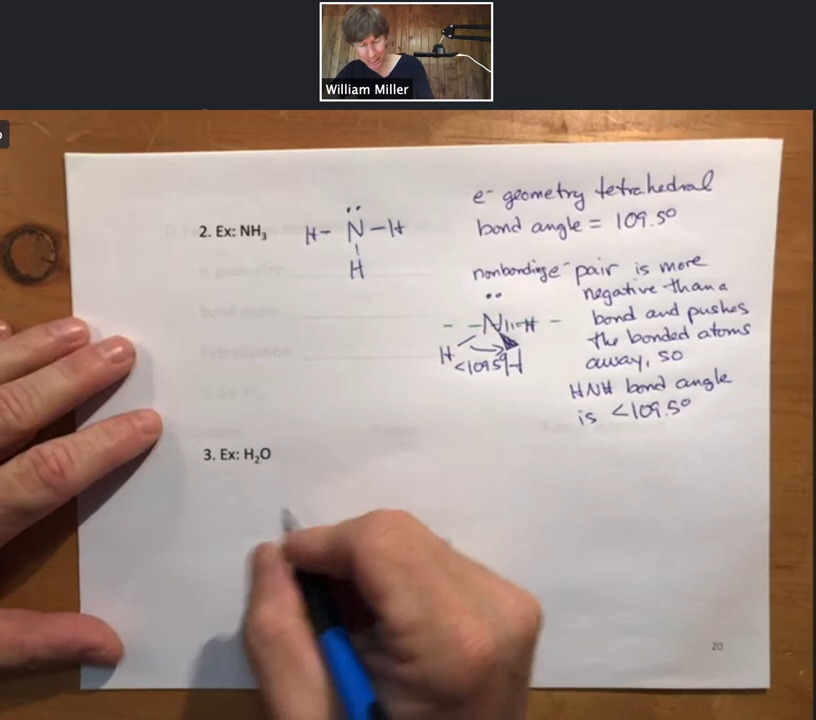 William Miller
2. Ex: NH₃
H - N̈ - H
|
H
e⁻ geometry tetrahedral
bond angle = 109.5°
nonbonding e⁻ pair is more
negative than a
bond and pushes
the bonded atoms
away, so
HNH bond angle
is <109.5°
N H
H
<109.5 H
3. Ex: H₂O
20